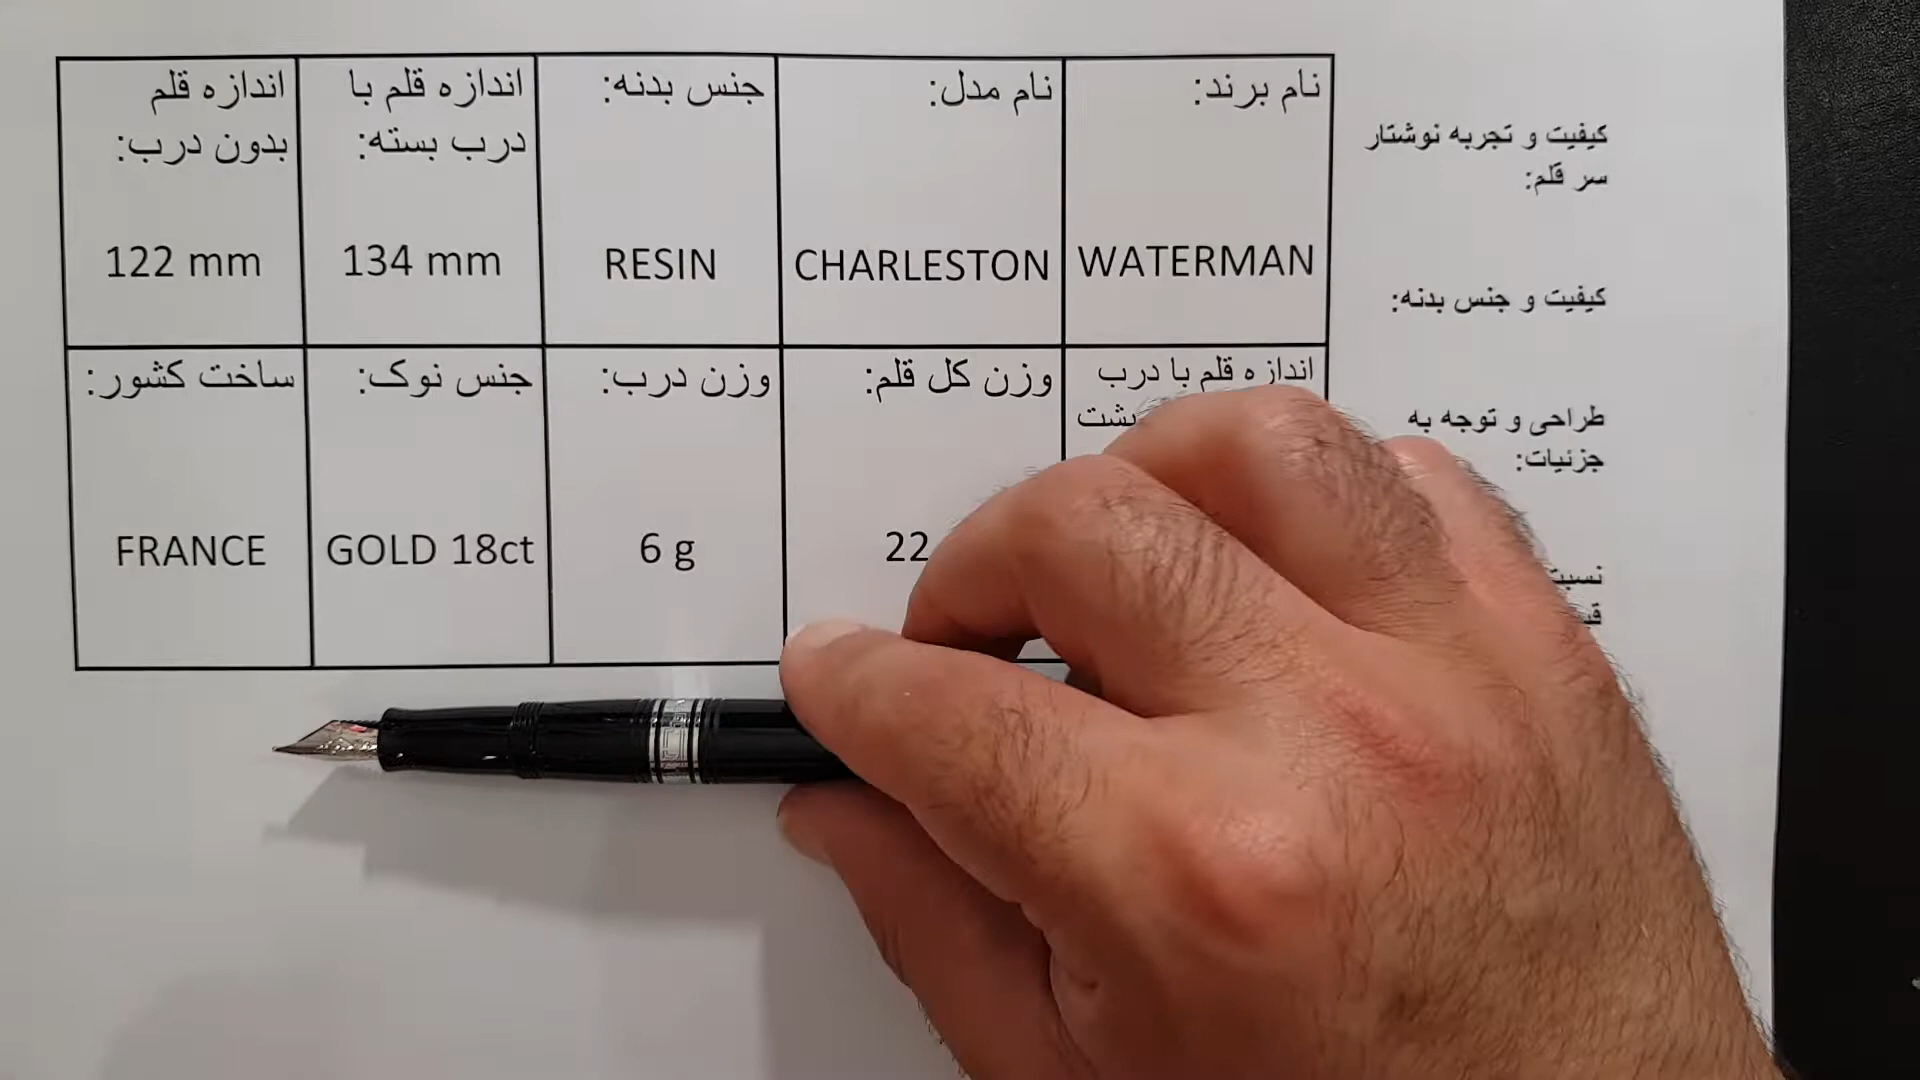 نام برند:
WATERMAN
نام مدل:
CHARLESTON
جنس بدنه:
RESIN
اندازه قلم با
درب بسته:
134 mm
اندازه قلم
بدون درب:
122 mm
اندازه قلم با درب
پشت
وزن کل قلم:
22
وزن درب:
6 g
جنس نوک:
GOLD 18ct
ساخت کشور:
FRANCE
کیفیت و تجربه نوشتار
سر قلم:
کیفیت و جنس بدنه:
طراحی و توجه به
جزئیات:
نسبت